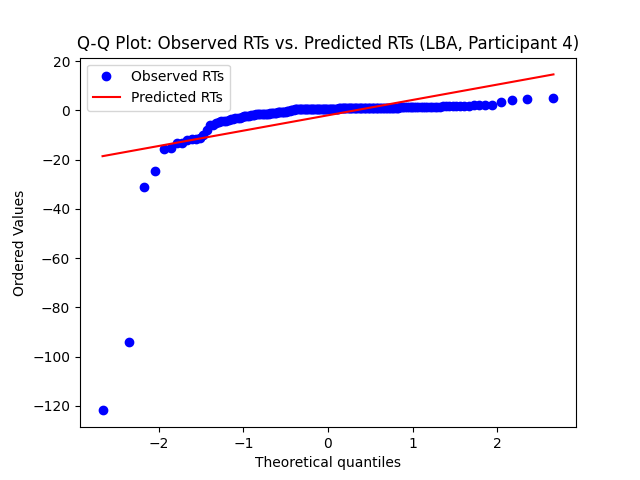 Q-Q Plot: Observed RTs vs. Predicted RTs (LBA, Participant 4)
Observed RTs
Predicted RTs
20
0
−20
−40
−60
−80
−100
−120
Ordered Values
−2
−1
0
1
2
Theoretical quantiles